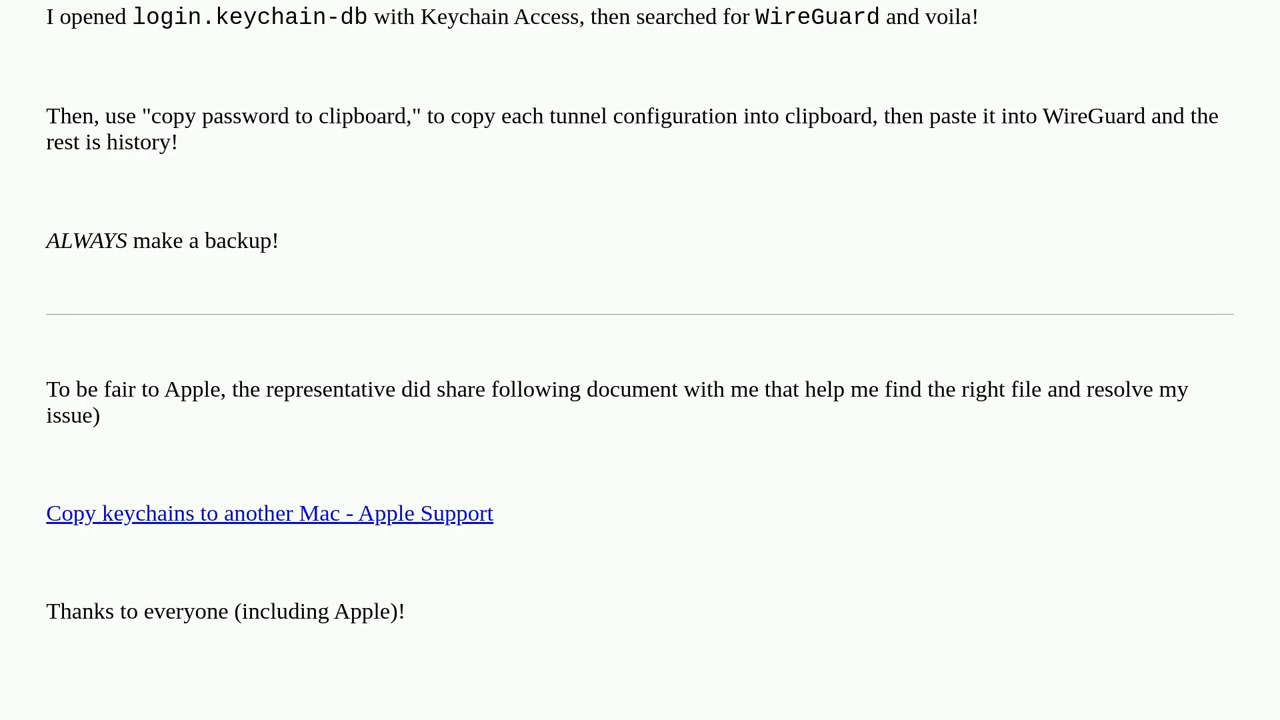 I opened login.keychain-db with Keychain Access, then searched for WireGuard and voila!
Then, use "copy password to clipboard," to copy each tunnel configuration into clipboard, then paste it into WireGuard and the
rest is history!
ALWAYS make a backup!
To be fair to Apple, the representative did share following document with me that help me find the right file and resolve my
issue)
Copy keychains to another Mac - Apple Support
Thanks to everyone (including Apple)!